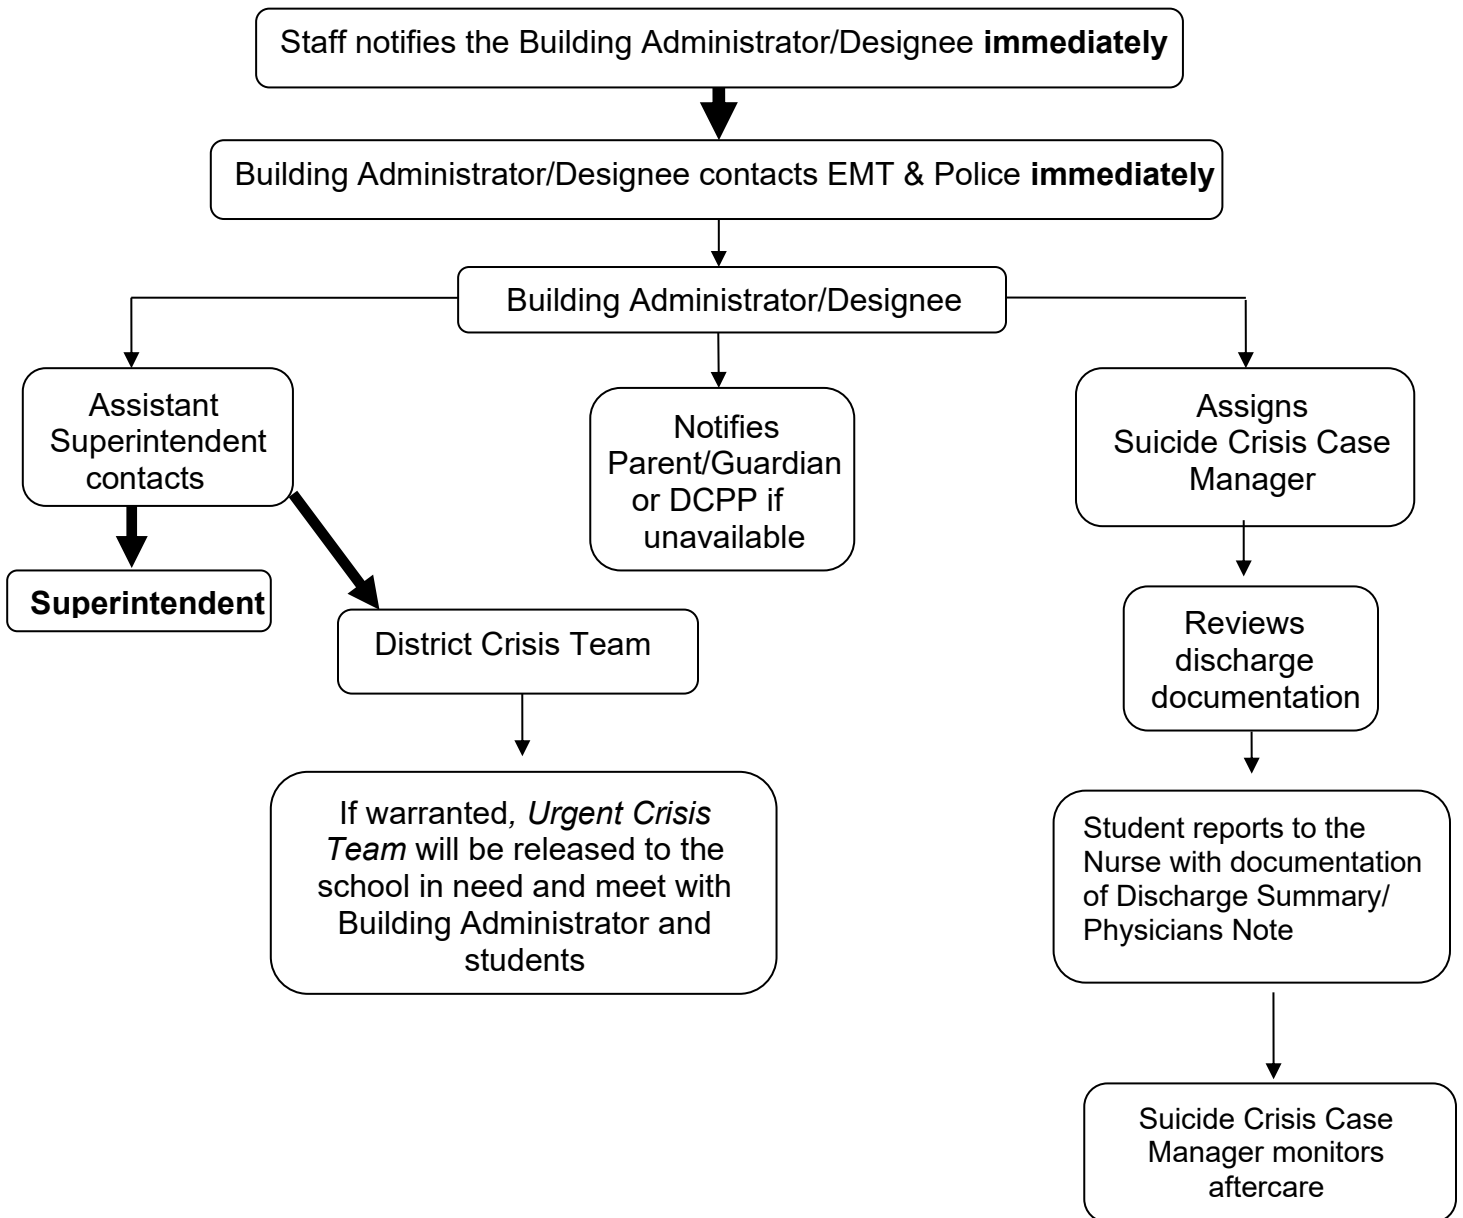 Staff notifies the Building Administrator/Designee immediately
Building Administrator/Designee contacts EMT & Police immediately
Building Administrator/Designee
Assistant
Superintendent
contacts
Superintendent
District Crisis Team
If warranted, Urgent Crisis
Team will be released to the
school in need and meet with
Building Administrator and
students
Notifies
Parent/Guardian
or DCPP if
unavailable
Assigns
Suicide Crisis Case
Manager
Reviews
discharge
documentation
Student reports to the
Nurse with documentation
of Discharge Summary/
Physicians Note
Suicide Crisis Case
Manager monitors
aftercare